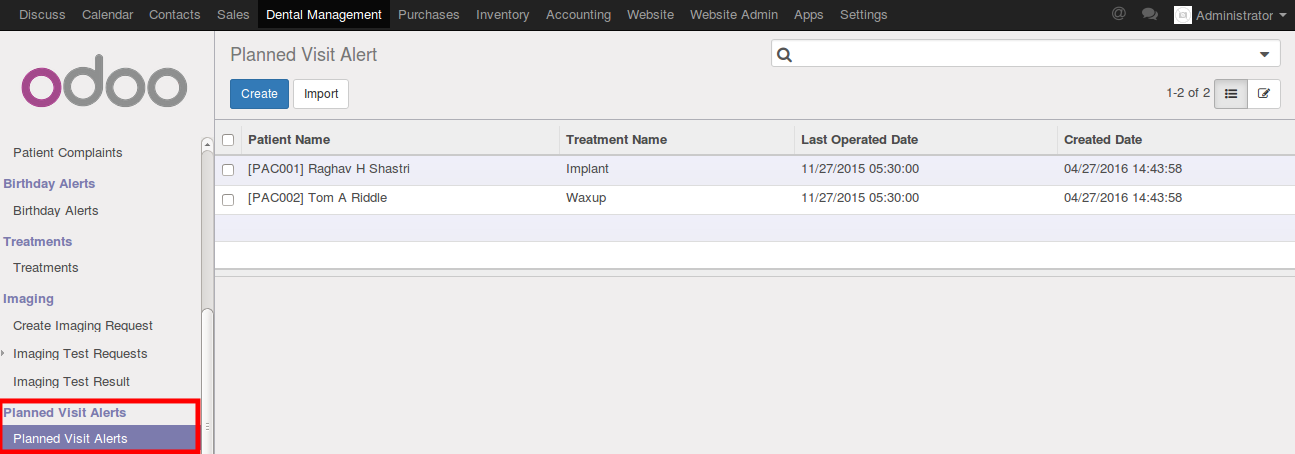 Discuss Calendar Contacts Sales Dental Management Purchases Inventory Accounting Website Website Admin Apps Settings @ Administrator
odoo
Patient Complaints
Birthday Alerts
Birthday Alerts
Treatments
Treatments
Imaging
Create Imaging Request
Imaging Test Requests
Imaging Test Result
Planned Visit Alerts
Planned Visit Alerts
Planned Visit Alert
Create Import 1-2 of 2
Patient Name Treatment Name Last Operated Date Created Date
[PAC001] Raghav H Shastri Implant 11/27/2015 05:30:00 04/27/2016 14:43:58
[PAC002] Tom A Riddle Waxup 11/27/2015 05:30:00 04/27/2016 14:43:58